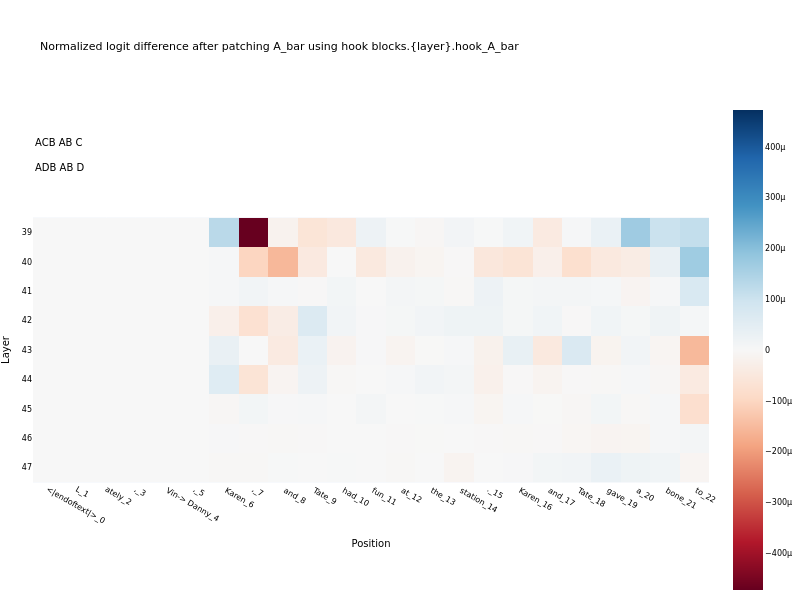 Normalized logit difference after patching A_bar using hook blocks.{layer}.hook_A_bar
ACB AB C
ADB AB D
400μ
300μ
200μ
100μ
0
−100μ
−200μ
−300μ
−400μ
39
40
41
42
43
44
45
46
47
Layer
<|endoftext|>_0
L_1
ately_2
,_3
Vin-> Danny_4
,_5
Karen_6
,_7
and_8
Tate_9
had_10
fun_11
at_12
the_13
station_14
._15
Karen_16
and_17
Tate_18
gave_19
a_20
bone_21
to_22
Position